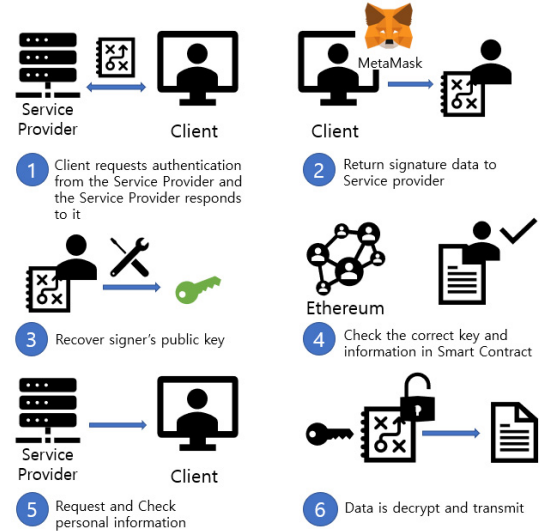 Service
Provider
Client
1
Client requests authentication
from the Service Provider and
the Service Provider responds
to it
MetaMask
Client
2
Return signature data to
Service provider
3
Recover signer's public key
Ethereum
4
Check the correct key and
information in Smart Contract
Service
Provider
Client
5
Request and Check
personal information
6
Data is decrypt and transmit